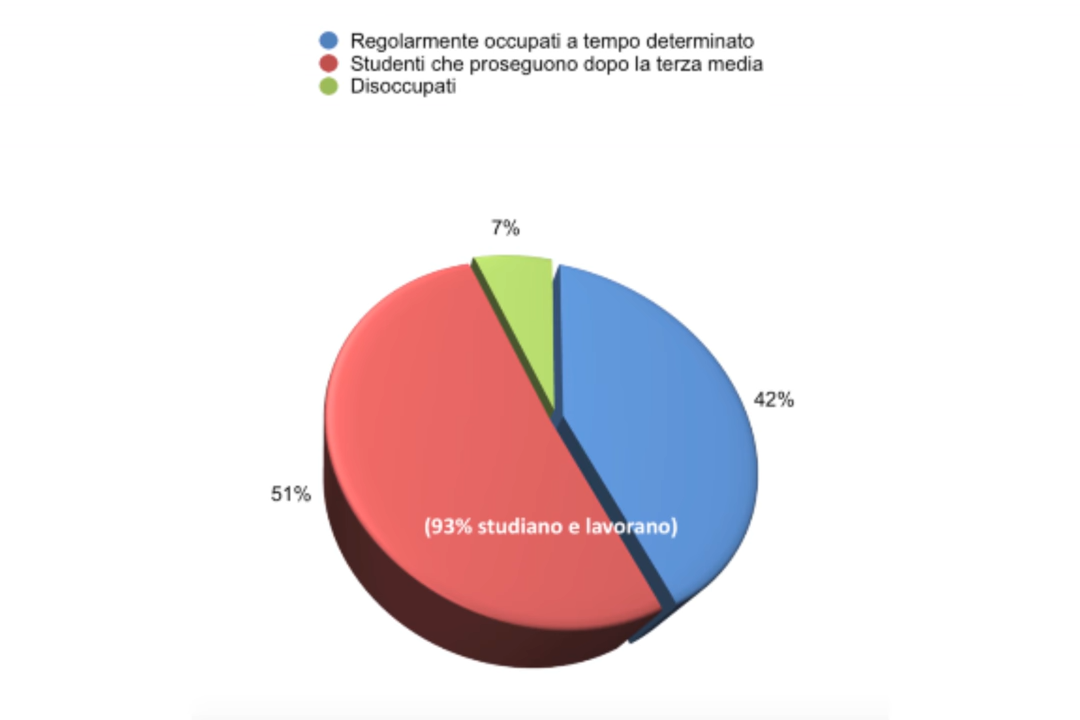 Regolarmente occupati a tempo determinato
Studenti che proseguono dopo la terza media
Disoccupati
7%
42%
51%
(93% studiano e lavorano)